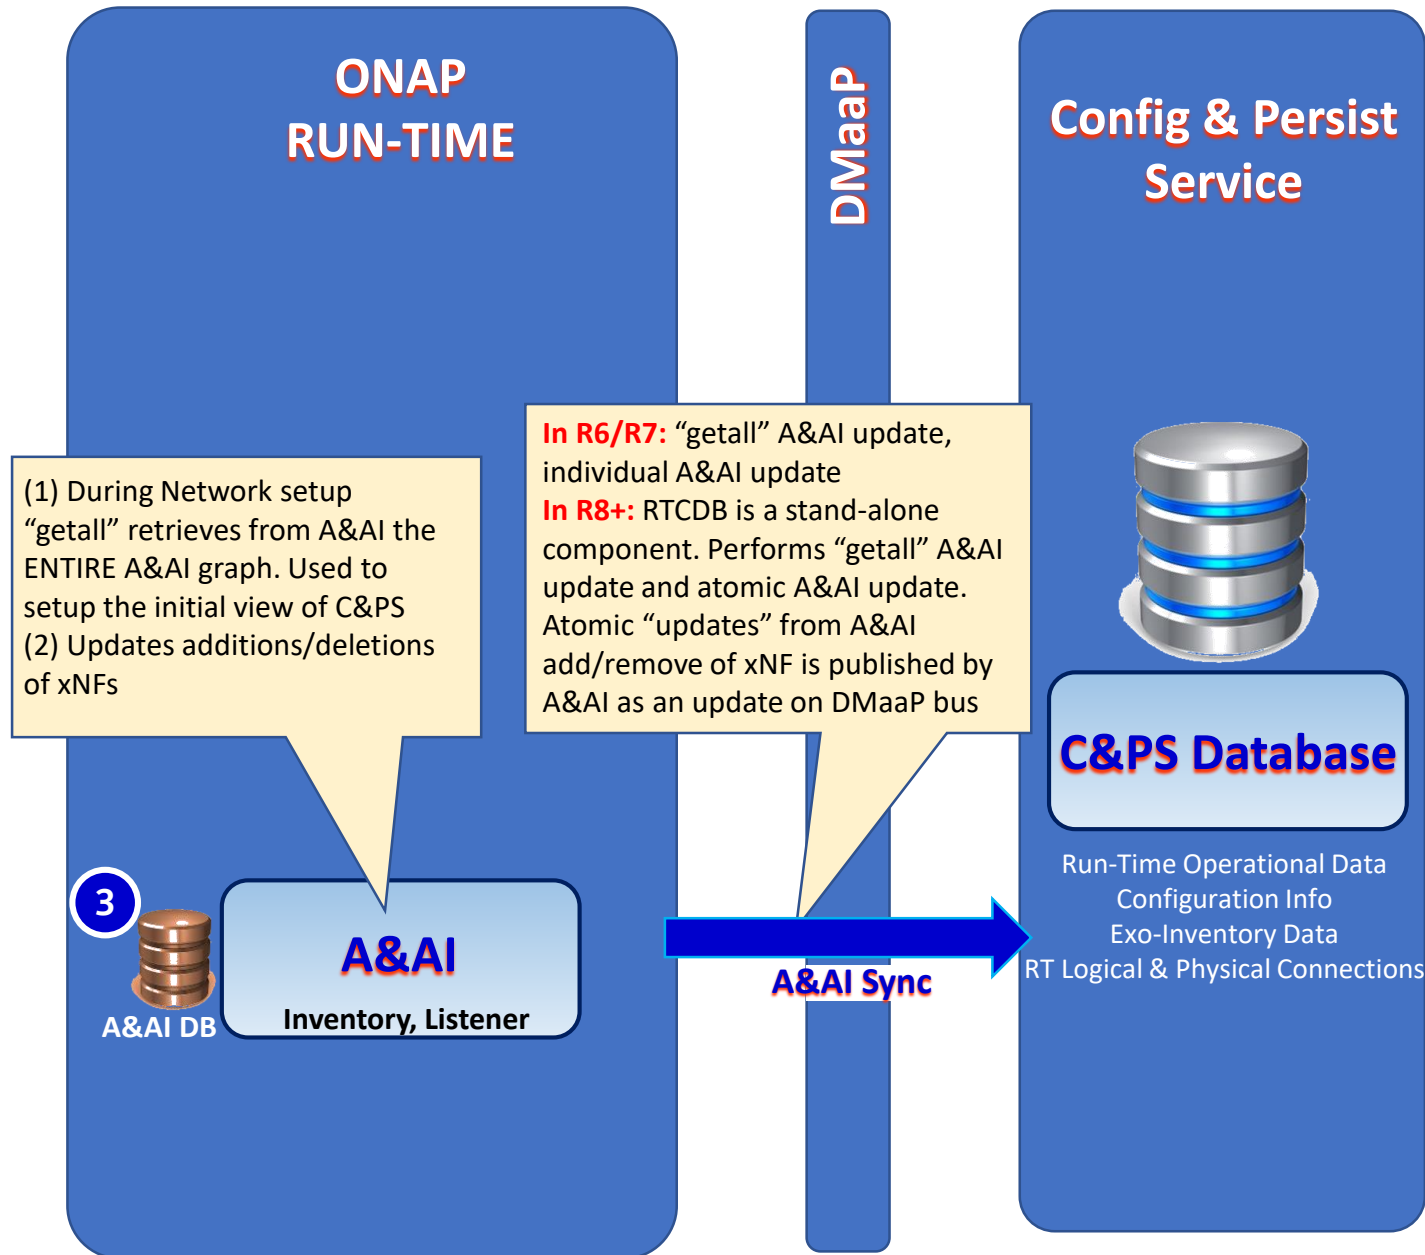 ONAP
RUN-TIME
DMaaP
Config & Persist
Service
In R6/R7: “getall” A&AI update,
individual A&AI update
In R8+: RTCDB is a stand-alone
component. Performs “getall” A&AI
update and atomic A&AI update.
Atomic “updates” from A&AI
add/remove of xNF is published by
A&AI as an update on DMaaP bus
(1) During Network setup
“getall” retrieves from A&AI the
ENTIRE A&AI graph. Used to
setup the initial view of C&PS
(2) Updates additions/deletions
of xNFs
C&PS Database
Run-Time Operational Data
Configuration Info
Exo-Inventory Data
RT Logical & Physical Connections
3
A&AI
Inventory, Listener
A&AI DB
A&AI Sync